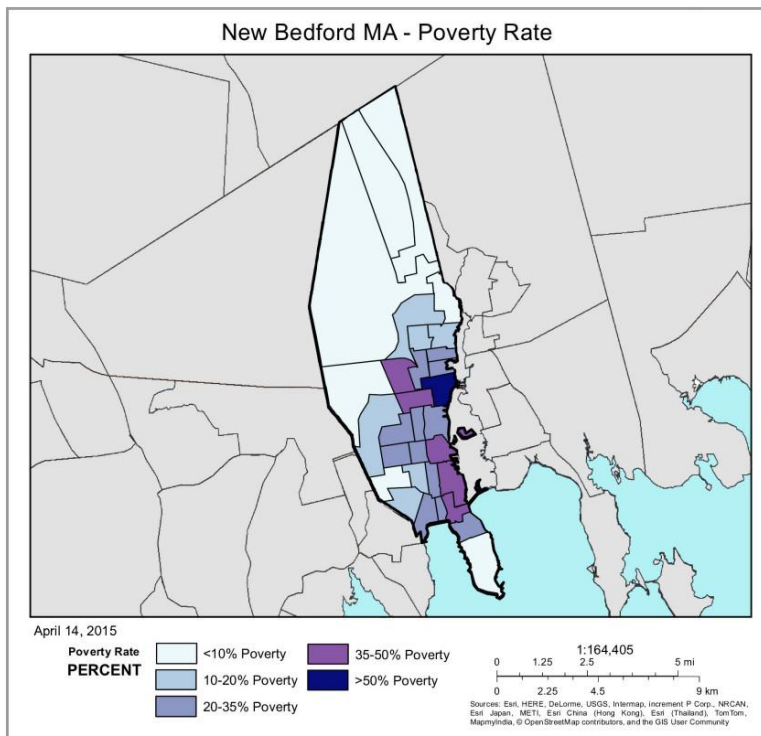 New Bedford MA - Poverty Rate
April 14, 2015
Poverty Rate
PERCENT
<10% Poverty
10-20% Poverty
20-35% Poverty
35-50% Poverty
>50% Poverty
1:164,405
0 1.25 2.5 5 mi
0 2.25 4.5 9 km
Sources: Esri, HERE, DeLorme, USGS, Intermap, increment P Corp., NRCAN,
Esri Japan, METI, Esri China (Hong Kong), Esri (Thailand), TomTom,
MapmyIndia, © OpenStreetMap contributors, and the GIS User Community